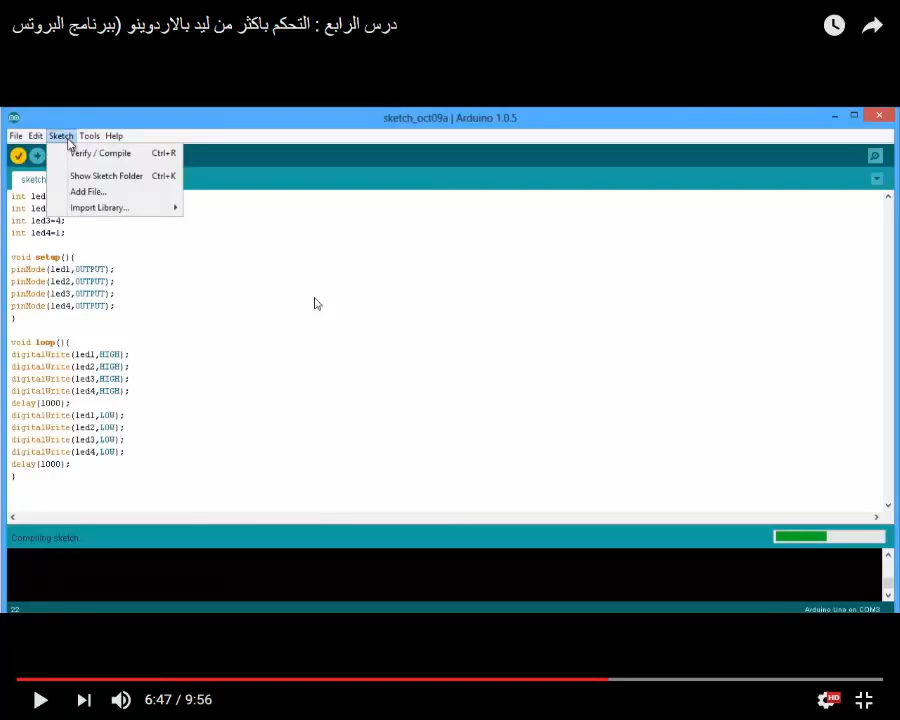 درس الرابع : التحكم باكثر من ليد بالاردوينو (ببرنامج البروتس
sketch_oct09a | Arduino 1.0.5
File Edit Sketch Tools Help
Verify / Compile Ctrl+R
Show Sketch Folder Ctrl+K
Add File...
Import Library...
sketch
int led
int led
int led3=4;
int led4=1;
void setup(){
pinMode(led1,OUTPUT);
pinMode(led2,OUTPUT);
pinMode(led3,OUTPUT);
pinMode(led4,OUTPUT);
}
void loop(){
digitalWrite(led1,HIGH);
digitalWrite(led2,HIGH);
digitalWrite(led3,HIGH);
digitalWrite(led4,HIGH);
delay(1000);
digitalWrite(led1,LOW);
digitalWrite(led2,LOW);
digitalWrite(led3,LOW);
digitalWrite(led4,LOW);
delay(1000);
}
Compiling sketch...
22 Arduino Uno on COM3
6:47 / 9:56 HD